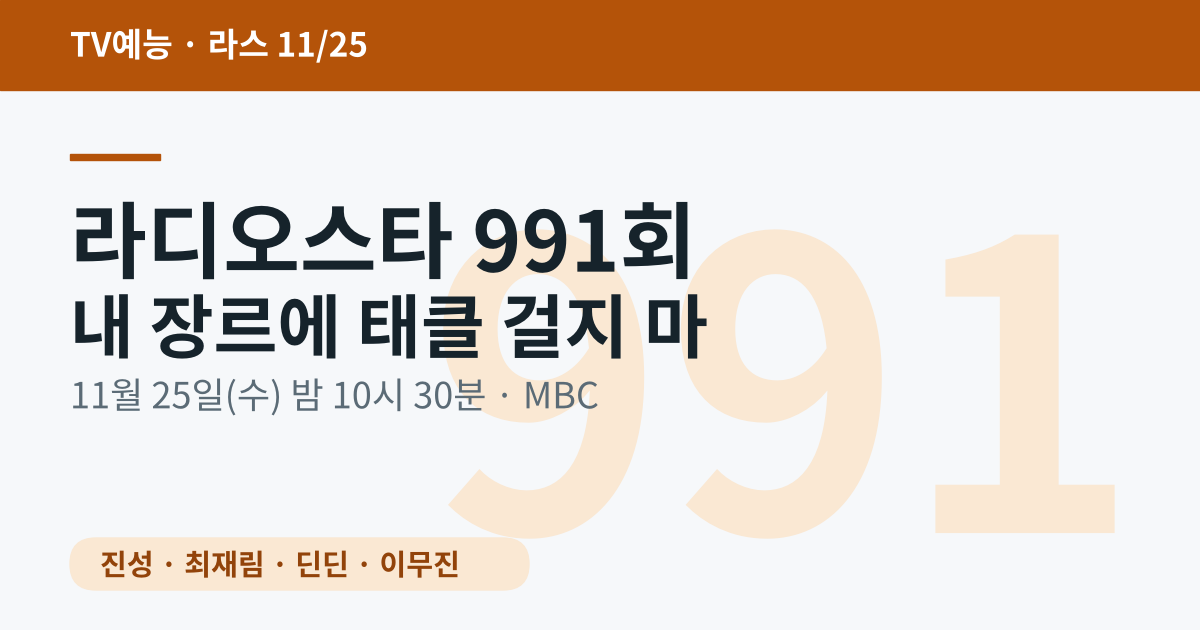 TV예능 · 라스 11/25
라디오스타 991회
내 장르에 태클 걸지 마
11월 25일(수) 밤 10시 30분 · MBC
991
진성 · 최재림 · 딘딘 · 이무진